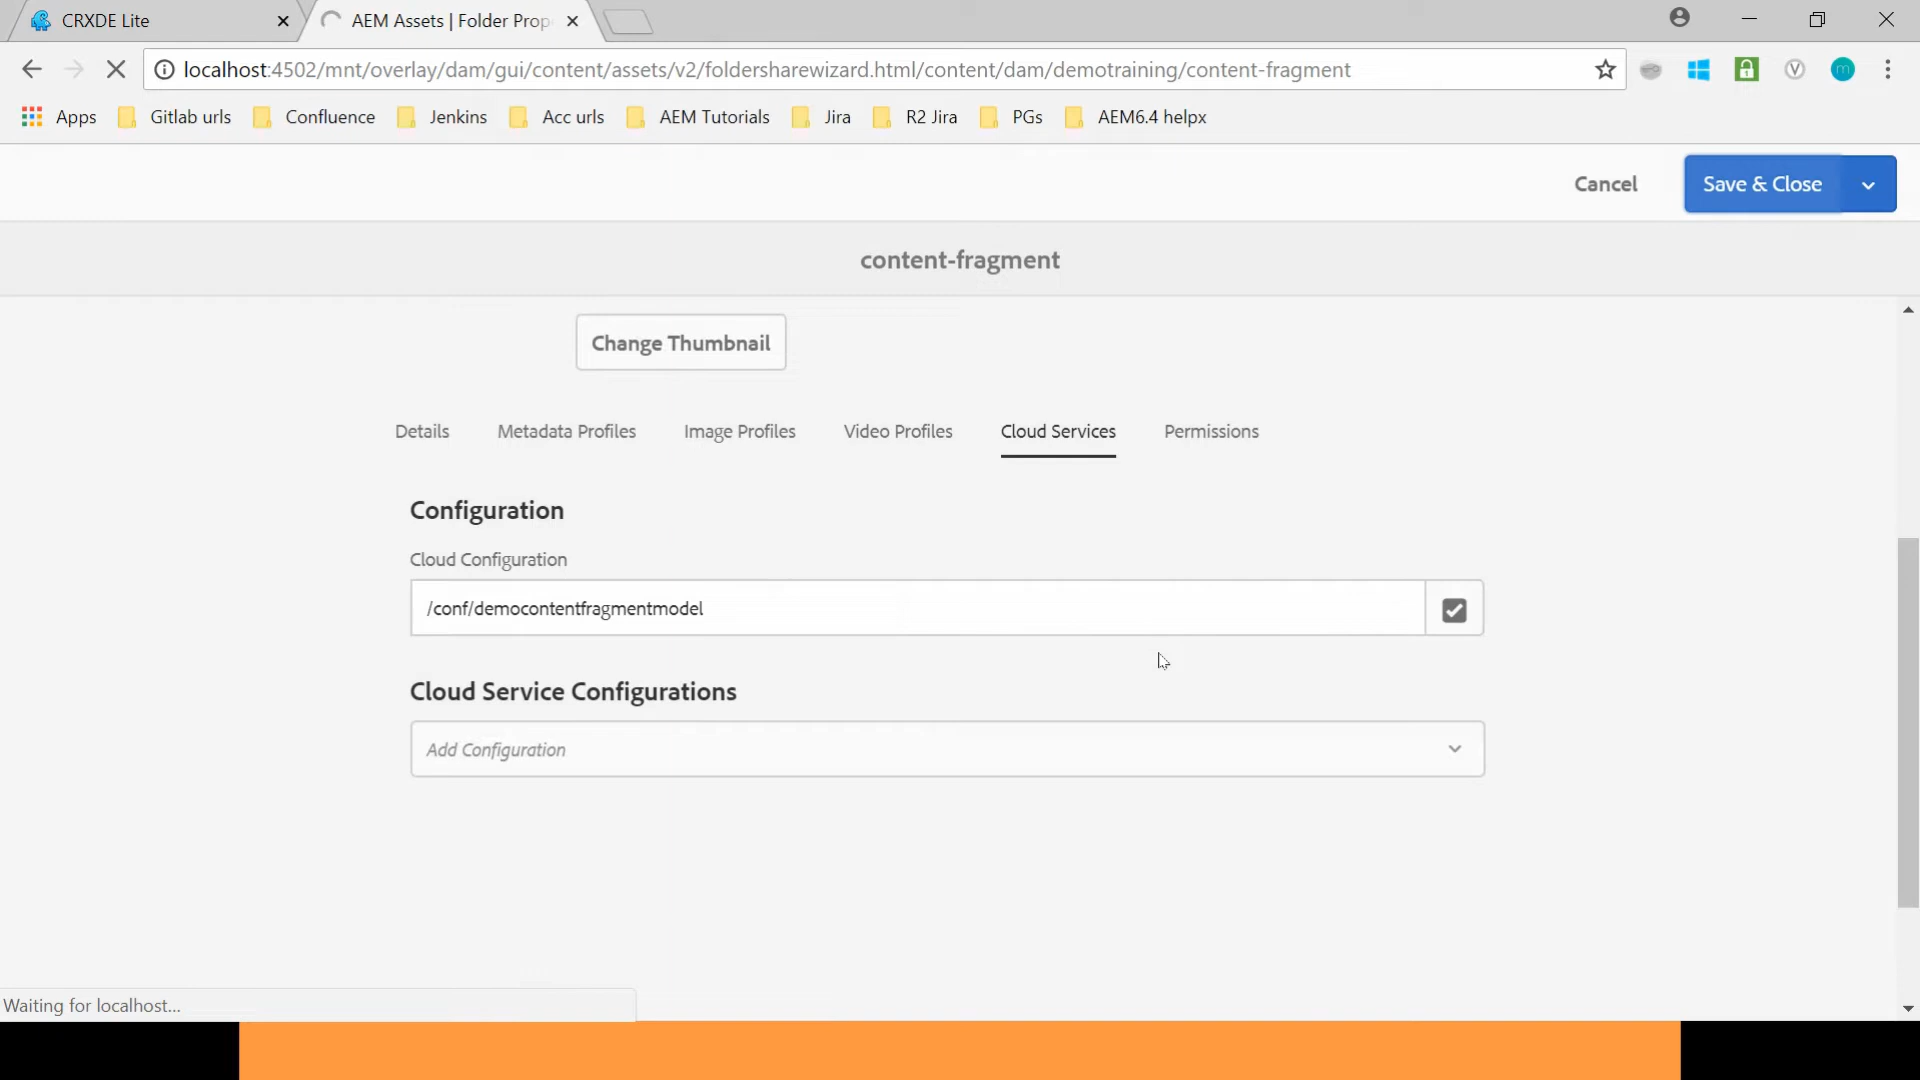 CRXDE Lite
AEM Assets | Folder Prop
localhost:4502/mnt/overlay/dam/gui/content/assets/v2/foldersharewizard.html/content/dam/demotraining/content-fragment
V m
Apps Gitlab urls Confluence Jenkins Acc urls AEM Tutorials Jira R2 Jira PGs AEM6.4 helpx
Cancel Save & Close
content-fragment
Change Thumbnail
Details Metadata Profiles Image Profiles Video Profiles Cloud Services Permissions
Configuration
Cloud Configuration
/conf/democontentfragmentmodel
Cloud Service Configurations
Add Configuration
Waiting for localhost...